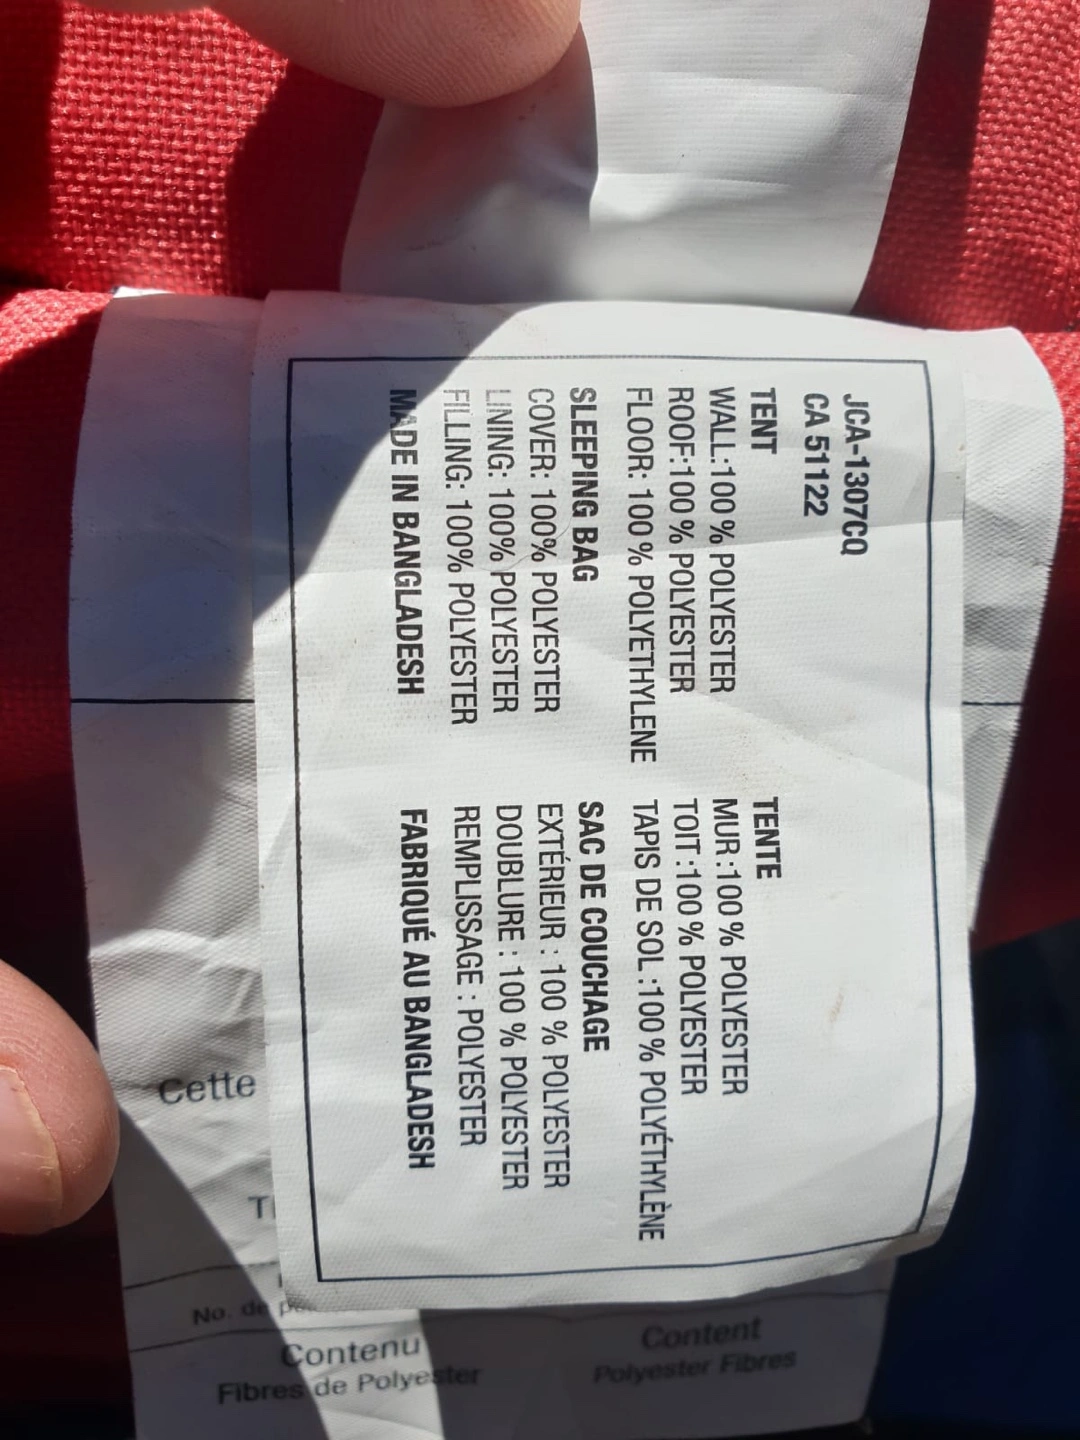 JCA-1307CQ
CA 51122
TENT
WALL:100 % POLYESTER
ROOF:100 % POLYESTER
FLOOR: 100 % POLYETHYLENE
SLEEPING BAG
COVER: 100% POLYESTER
LINING: 100% POLYESTER
FILLING: 100% POLYESTER
MADE IN BANGLADESH
TENTE
MUR :100 % POLYESTER
TOIT :100 % POLYESTER
TAPIS DE SOL :100 % POLYÉTHYLÈNE
SAC DE COUCHAGE
EXTÉRIEUR : 100 % POLYESTER
DOUBLURE : 100 % POLYESTER
REMPLISSAGE : POLYESTER
FABRIQUÉ AU BANGLADESH
Cette
No. de
Contenu
Fibres de Polyester
Content
Polyester Fibres